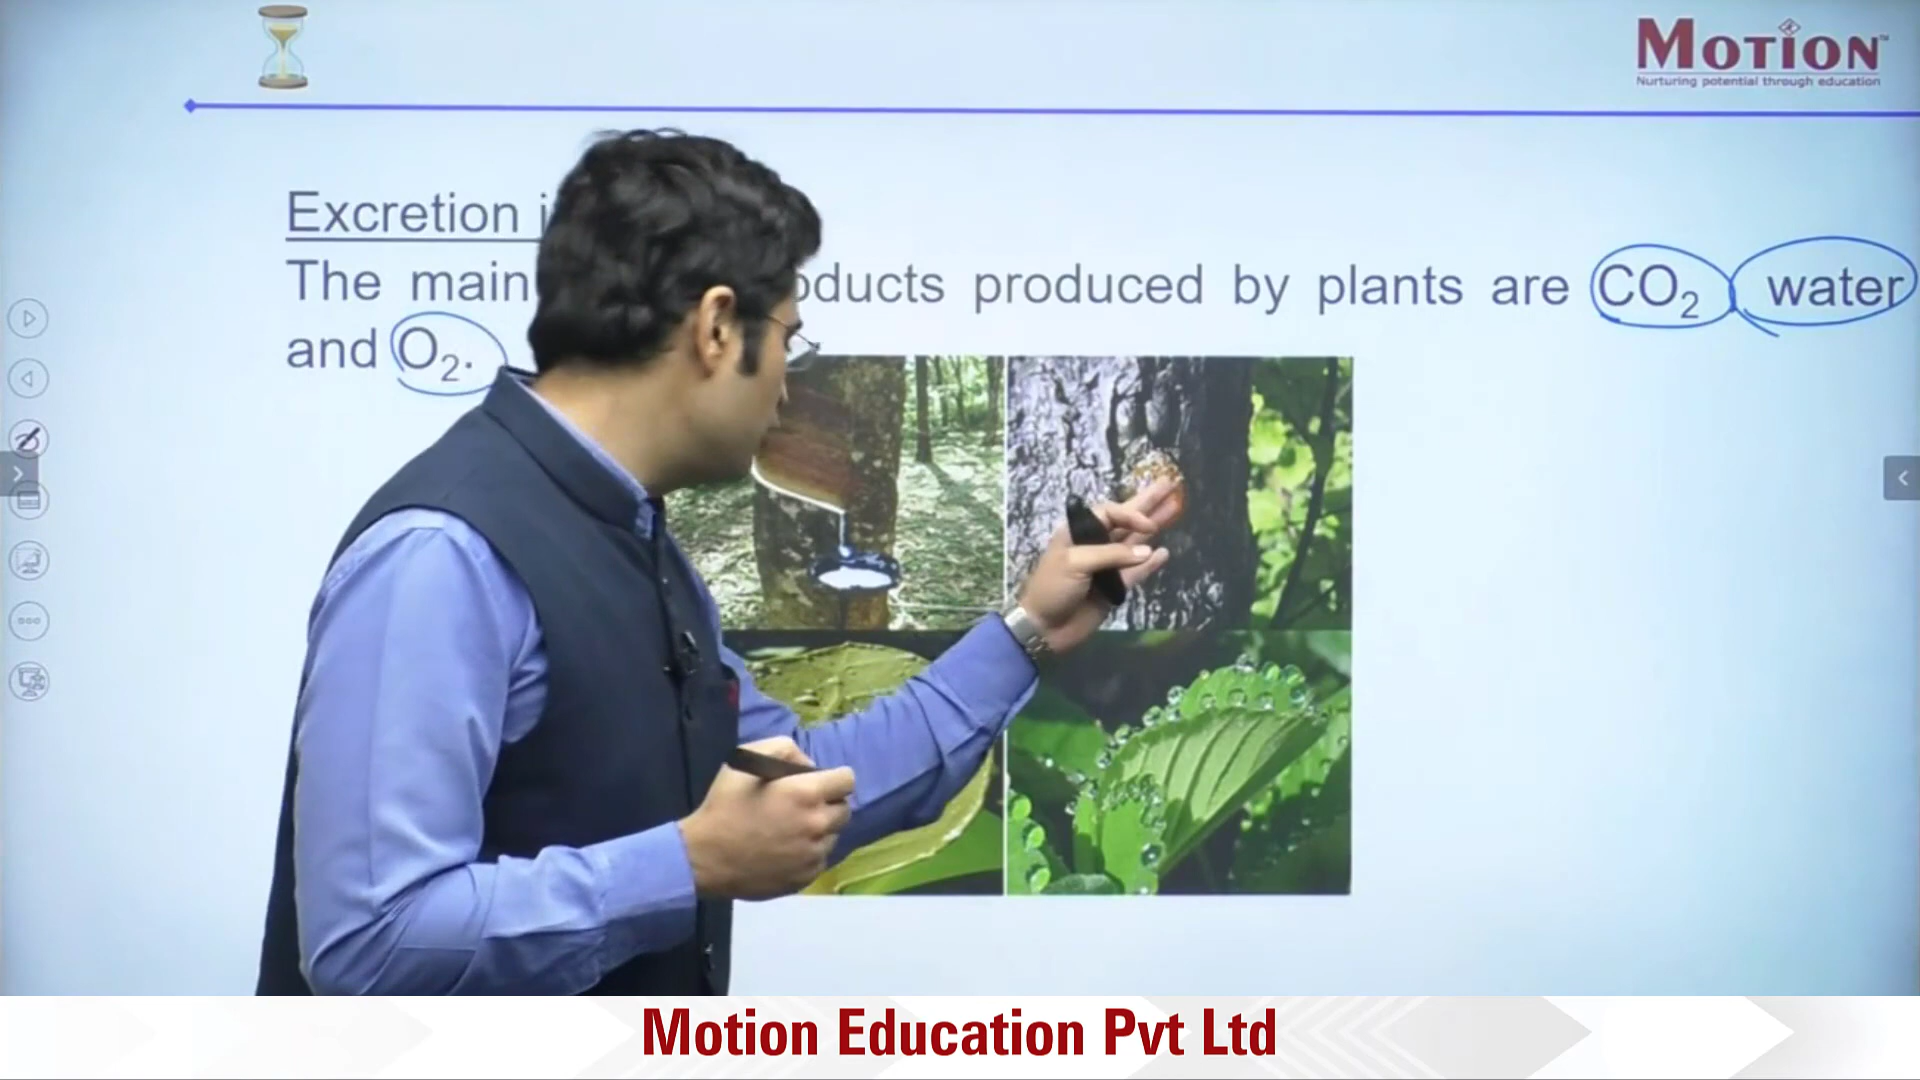 MOTION
Nurturing potential through education
Excretion
The main products produced by plants are CO₂ water
and O₂.
Motion Education Pvt Ltd